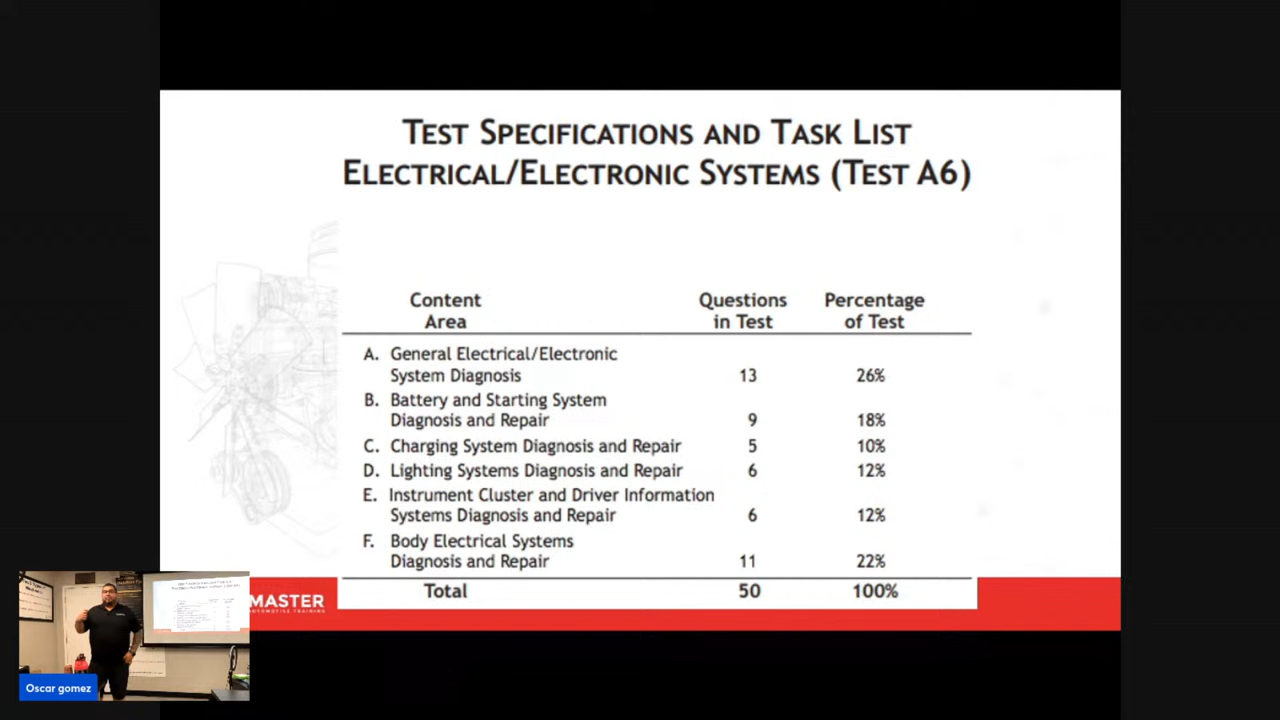 TEST SPECIFICATIONS AND TASK LIST
ELECTRICAL/ELECTRONIC SYSTEMS (TEST A6)
Content Area Questions in Test Percentage of Test
A. General Electrical/Electronic
System Diagnosis 13 26%
B. Battery and Starting System
Diagnosis and Repair 9 18%
C. Charging System Diagnosis and Repair 5 10%
D. Lighting Systems Diagnosis and Repair 6 12%
E. Instrument Cluster and Driver Information
Systems Diagnosis and Repair 6 12%
F. Body Electrical Systems
Diagnosis and Repair 11 22%
Total 50 100%
MASTER
AUTOMOTIVE TRAINING
Oscar gomez